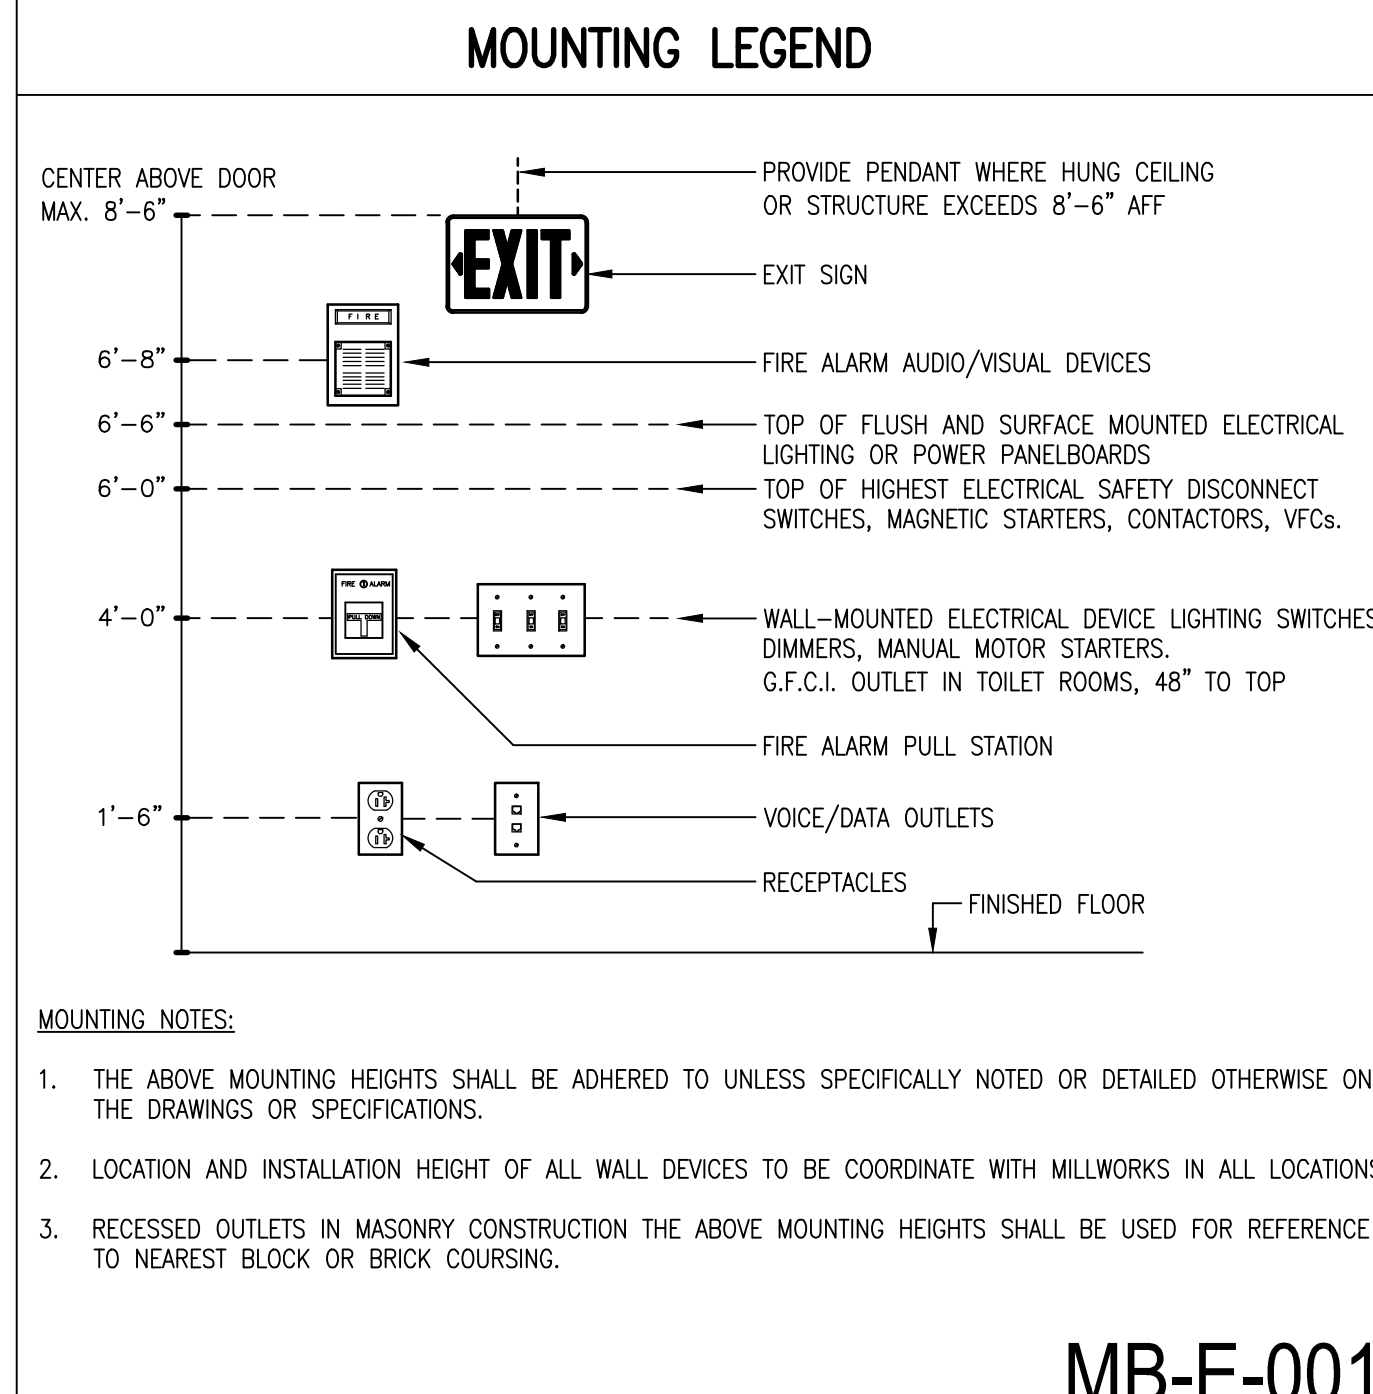 MOUNTING LEGEND
CENTER ABOVE DOOR
MAX. 8'-6"
PROVIDE PENDANT WHERE HUNG CEILING
OR STRUCTURE EXCEEDS 8'-6" AFF
EXIT
EXIT SIGN
FIRE
6'-8"
FIRE ALARM AUDIO/VISUAL DEVICES
6'-6"
TOP OF FLUSH AND SURFACE MOUNTED ELECTRICAL
LIGHTING OR POWER PANELBOARDS
6'-0"
TOP OF HIGHEST ELECTRICAL SAFETY DISCONNECT
SWITCHES, MAGNETIC STARTERS, CONTACTORS, VFCs.
FIRE ALARM
PULL DOWN
4'-0"
WALL-MOUNTED ELECTRICAL DEVICE LIGHTING SWITCHES
DIMMERS, MANUAL MOTOR STARTERS.
G.F.C.I. OUTLET IN TOILET ROOMS, 48" TO TOP
FIRE ALARM PULL STATION
1'-6"
VOICE/DATA OUTLETS
RECEPTACLES
FINISHED FLOOR
MOUNTING NOTES:
1. THE ABOVE MOUNTING HEIGHTS SHALL BE ADHERED TO UNLESS SPECIFICALLY NOTED OR DETAILED OTHERWISE ON
THE DRAWINGS OR SPECIFICATIONS.
2. LOCATION AND INSTALLATION HEIGHT OF ALL WALL DEVICES TO BE COORDINATE WITH MILLWORKS IN ALL LOCATIONS
3. RECESSED OUTLETS IN MASONRY CONSTRUCTION THE ABOVE MOUNTING HEIGHTS SHALL BE USED FOR REFERENCE
TO NEAREST BLOCK OR BRICK COURSING.
MB-E-001